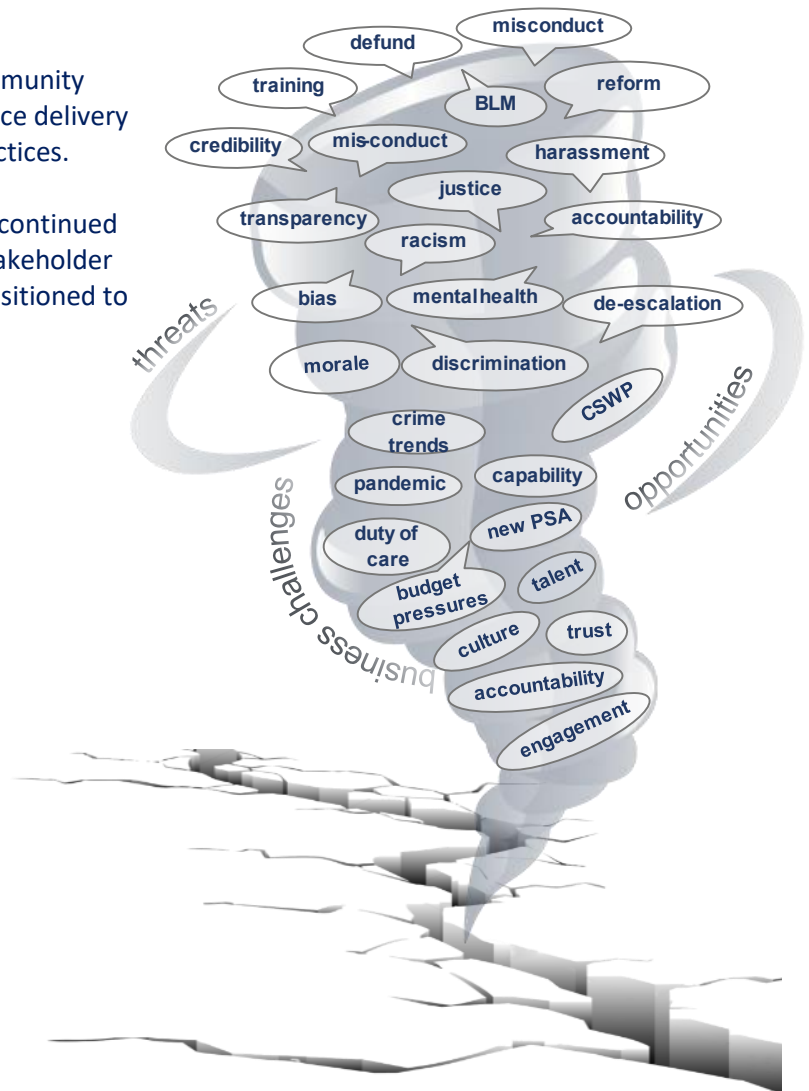 mmunity
ice delivery
ctices.
continued
akeholder
sitioned to
misconduct
defund
training
BLM
reform
credibility
mis-conduct
harassment
justice
transparency
accountability
racism
bias
mentalhealth
de-escalation
threats
morale
discrimination
CSWP
opportunities
crime
trends
capability
pandemic
business challenges
new PSA
duty of
care
talent
budget
pressures
culture
trust
accountability
engagement